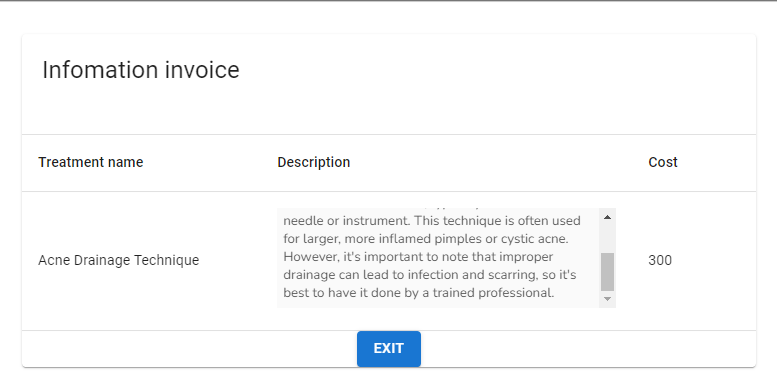 Infomation invoice
Treatment name Description Cost
needle or instrument. This technique is often used
for larger, more inflamed pimples or cystic acne.
However, it's important to note that improper
drainage can lead to infection and scarring, so it's
best to have it done by a trained professional.
Acne Drainage Technique
300
EXIT